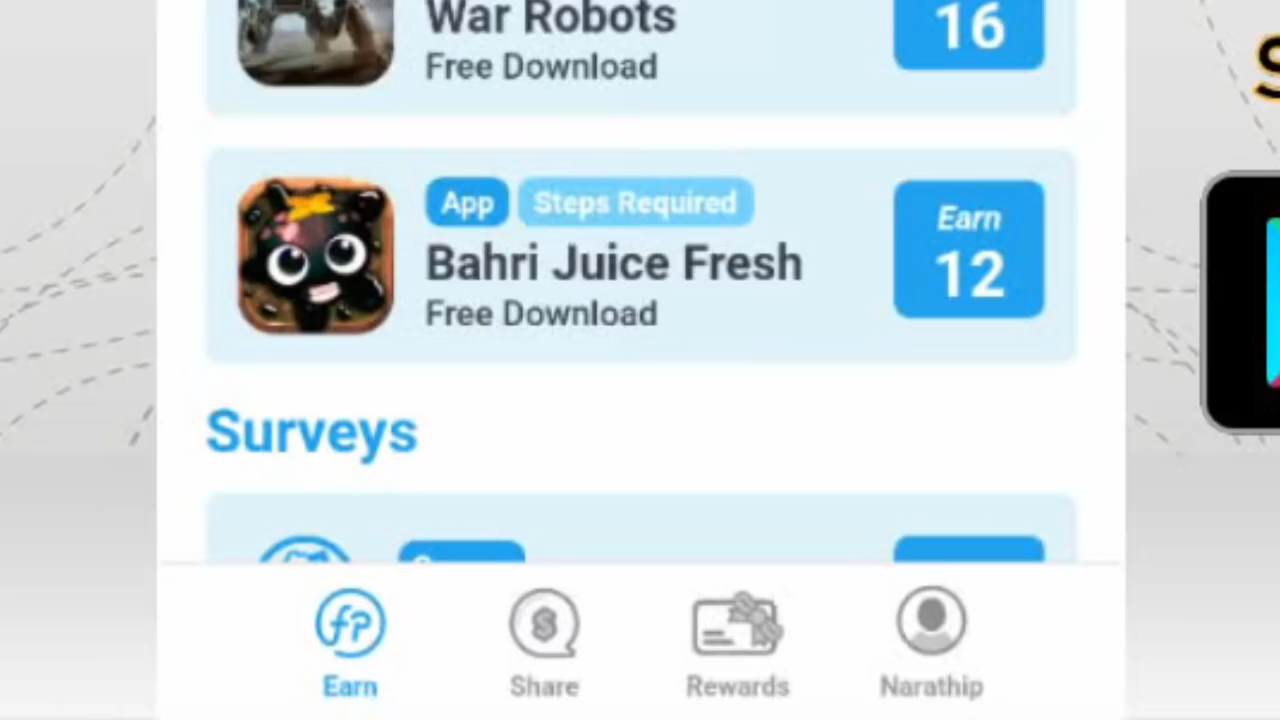 War Robots
Free Download
16
App
Steps Required
Bahri Juice Fresh
Free Download
Earn
12
Surveys
fp
Earn
$
Share
Rewards
Narathip